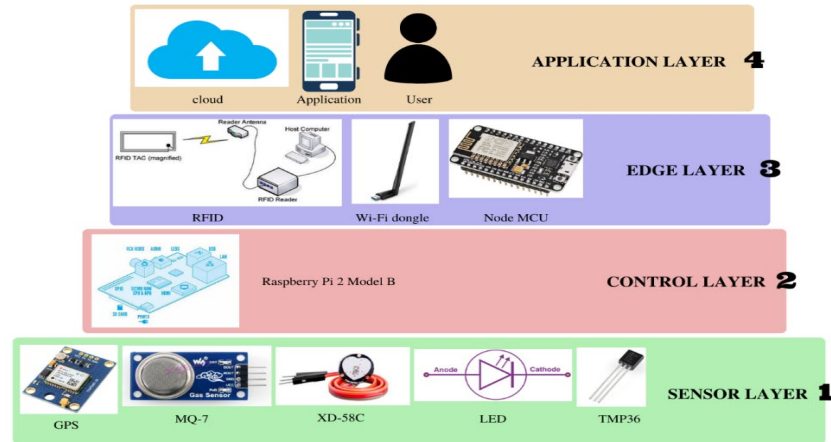 APPLICATION LAYER 4
cloud
Application
User
Reader Antenna
Host Computer
RFID TAG (magnified)
RFID Reader
RFID
Wi-Fi dongle
Node MCU
EDGE LAYER 3
Raspberry Pi 2 Model B
CONTROL LAYER 2
Gas Sensor
Anode
Cathode
GPS
MQ-7
XD-58C
LED
TMP36
SENSOR LAYER 1